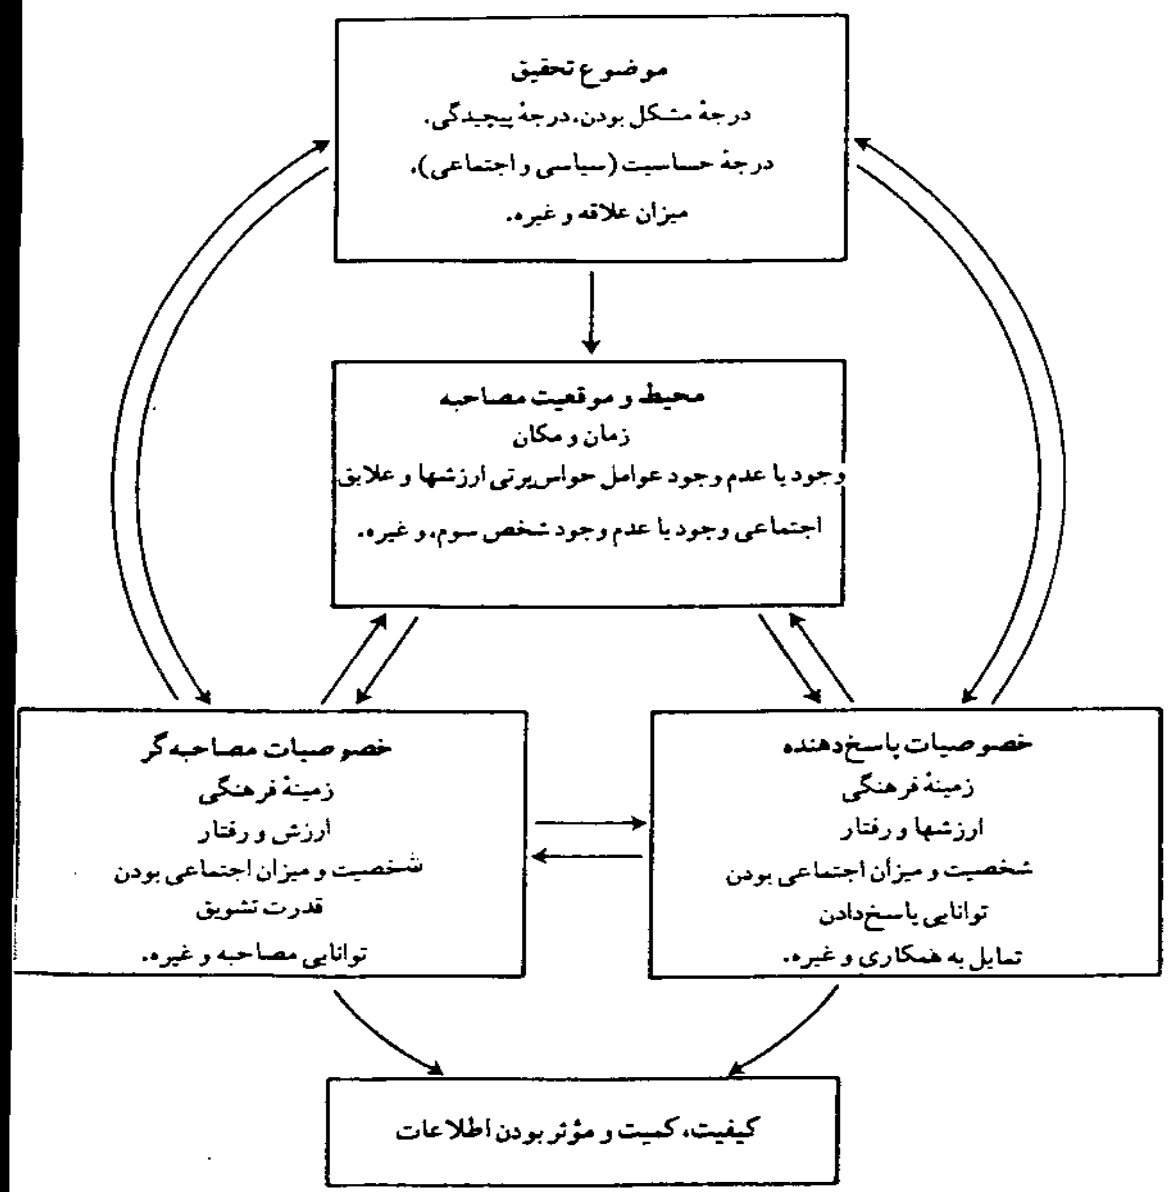 موضوع تحقیق
درجهٔ مشکل بودن، درجهٔ پیچیدگی،
درجهٔ حساسیت (سیاسی و اجتماعی)،
میزان علاقه و غیره.
محیط و موقعیت مصاحبه
زمان و مکان
وجود یا عدم وجود عوامل حواس‌پرتی ارزشها و علایق
اجتماعی وجود یا عدم وجود شخص سوم، و غیره.
خصوصیات پاسخ‌دهنده
زمینهٔ فرهنگی
ارزشها و رفتار
شخصیت و میزان اجتماعی بودن
توانایی پاسخ‌دادن
تمایل به همکاری و غیره.
خصوصیات مصاحبه‌گر
زمینهٔ فرهنگی
ارزش و رفتار
شخصیت و میزان اجتماعی بودن
قدرت تشویق
توانایی مصاحبه و غیره.
کیفیت، کمیت و مؤثر بودن اطلاعات